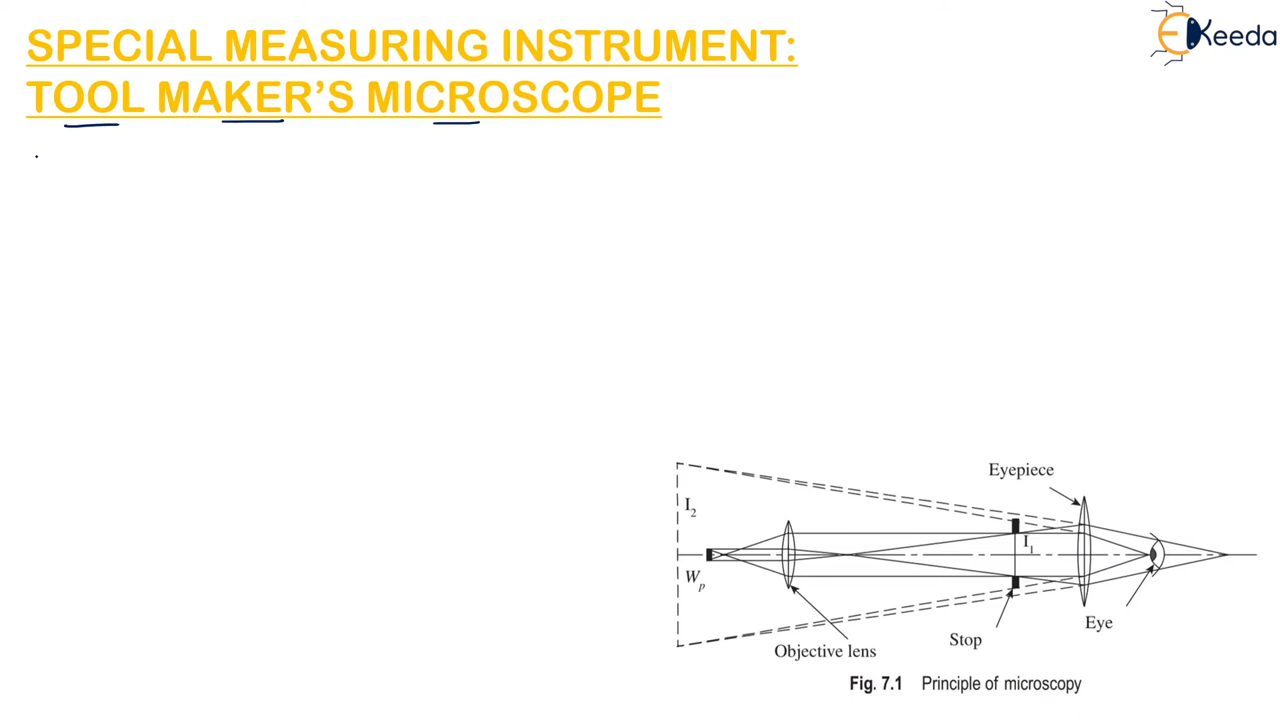 SPECIAL MEASURING INSTRUMENT:
TOOL MAKER'S MICROSCOPE
E Keeda
Eyepiece
I2
I1
Wp
Eye
Stop
Objective lens
Fig. 7.1 Principle of microscopy